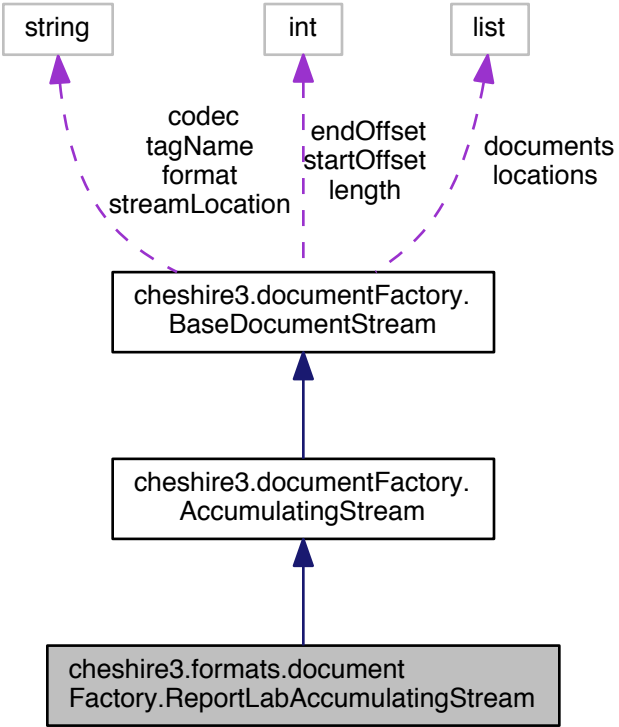 string
int
list
codec
tagName
format
streamLocation
endOffset
startOffset
length
documents
locations
cheshire3.documentFactory.
BaseDocumentStream
cheshire3.documentFactory.
AccumulatingStream
cheshire3.formats.document
Factory.ReportLabAccumulatingStream